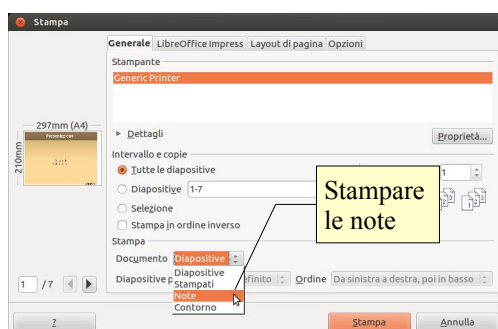 Stampa
Generale LibreOffice Impress Layout di pagina Opzioni
Stampante
Generic Printer
297mm (A4)
210mm
Dettagli
Proprietà...
Intervallo e copie
Tutte le diapositive
1
Diapositive 1-7
Selezione
Stampa in ordine inverso
Stampare
le note
Stampa
Documento Diapositive
Diapositive
Stampati
Note
Contorno
Diapositive p
efinito Ordine Da sinistra a destra, poi in basso
1 /7
? Stampa Annulla